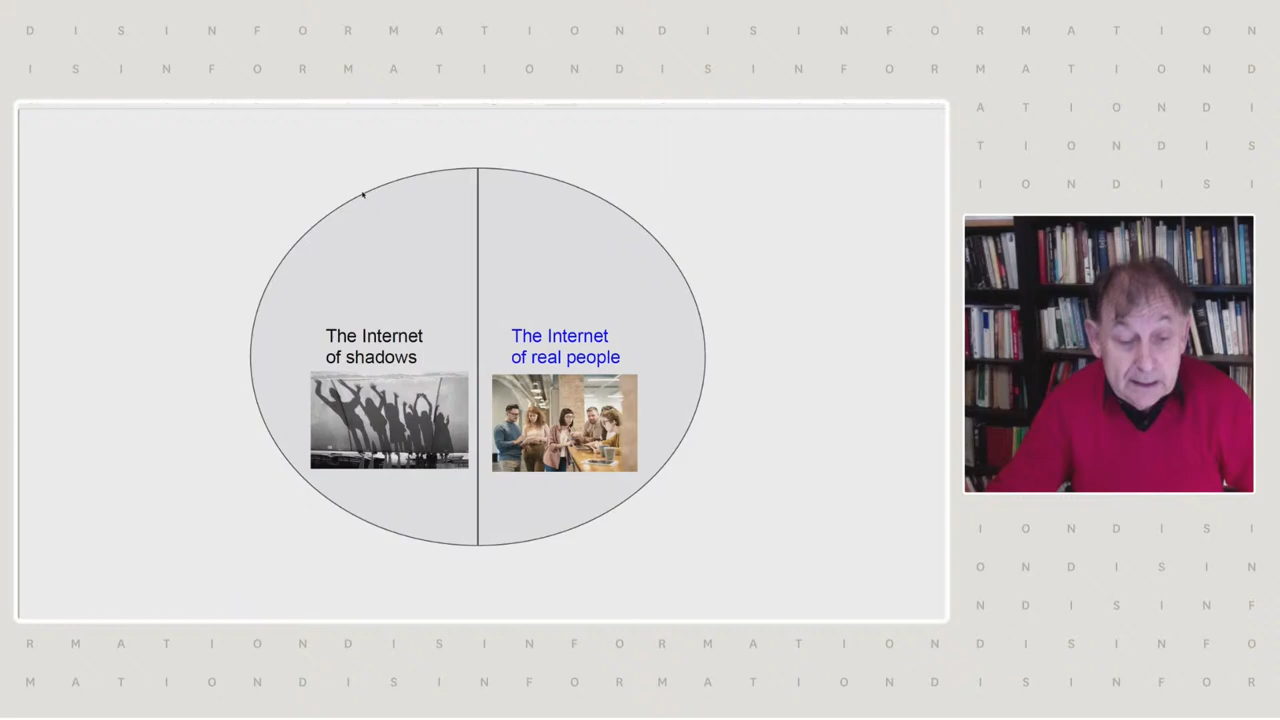 D I S I N F O R M A T I O N D I S I N F O R M A T I O N
I S I N F O R M A T I O N D I S I N F O R M A T I O N D
A T I O N D I
T I O N D I S
I O N D I S I
The Internet
of shadows
The Internet
of real people
I O N D I S I
O N D I S I N
N D I S I N F
R M A T I O N D I S I N F O R M A T I O N D I S I N F O
M A T I O N D I S I N F O R M A T I O N D I S I N F O R